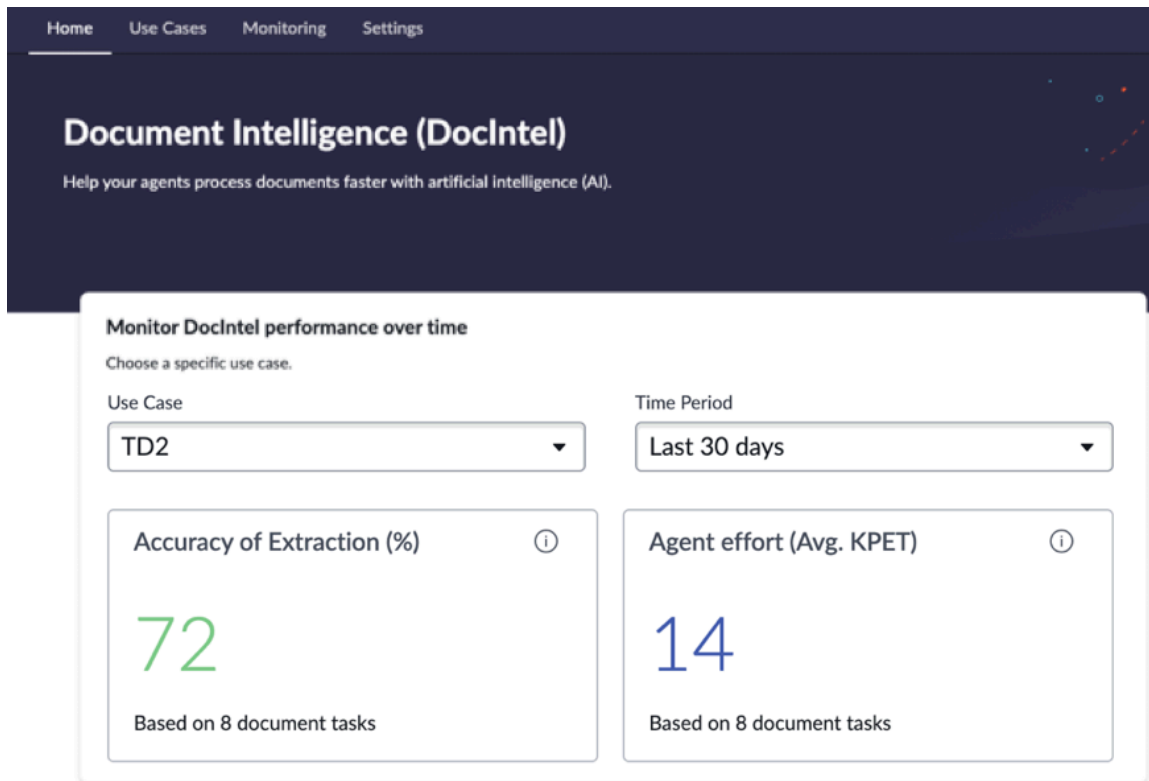 Home Use Cases Monitoring Settings
Document Intelligence (DocIntel)
Help your agents process documents faster with artificial intelligence (AI).
Monitor DocIntel performance over time
Choose a specific use case.
Use Case Time Period
TD2 Last 30 days
Accuracy of Extraction (%) Agent effort (Avg. KPET)
72 14
Based on 8 document tasks Based on 8 document tasks